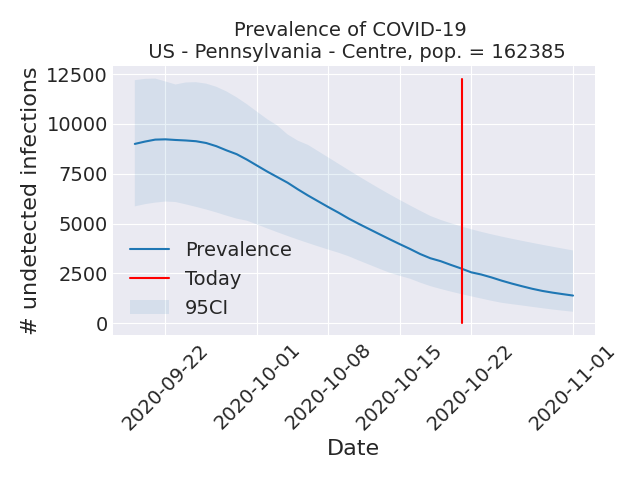 Prevalence of COVID-19
US - Pennsylvania - Centre, pop. = 162385
# undetected infections
12500
10000
7500
5000
2500
0
Prevalence
Today
95CI
2020-09-22
2020-10-01
2020-10-08
2020-10-15
2020-10-22
2020-11-01
Date